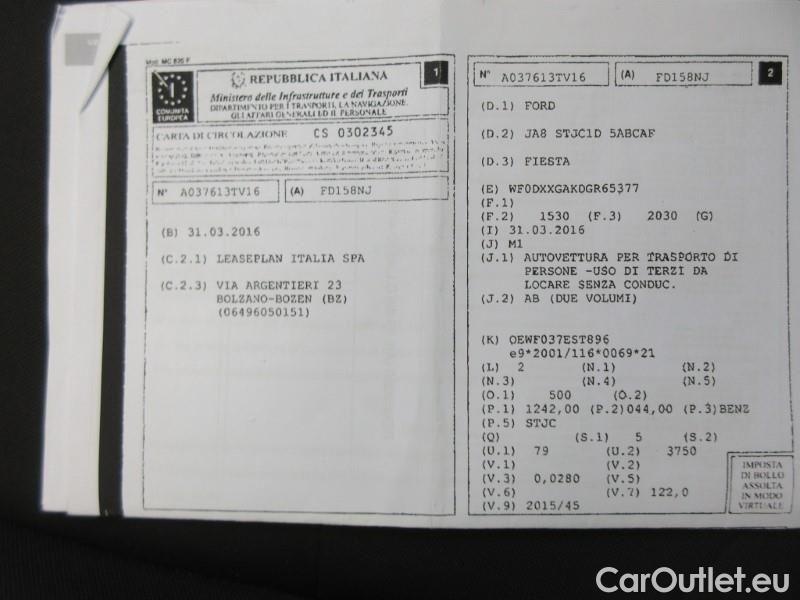 Mod. MC 820 F
COMUNITA
EUROPEA
I
REPUBBLICA ITALIANA
1
Ministero delle Infrastrutture e dei Trasporti
DIPARTIMENTO PER I TRASPORTI, LA NAVIGAZIONE,
GLI AFFARI GENERALI ED IL PERSONALE
CARTA DI CIRCOLAZIONE CS 0302345
N° A037613TV16 (A) FD158NJ
(B) 31.03.2016
(C.2.1) LEASEPLAN ITALIA SPA
(C.2.3) VIA ARGENTIERI 23
BOLZANO-BOZEN (BZ)
(06496050151)
N° A037613TV16 (A) FD158NJ 2
(D.1) FORD
(D.2) JA8 STJC1D 5ABCAF
(D.3) FIESTA
(E) WF0DXXGAKDGR65377
(F.1)
(F.2) 1530 (F.3) 2030 (G)
(I) 31.03.2016
(J) M1
(J.1) AUTOVETTURA PER TRASPORTO DI
PERSONE -USO DI TERZI DA
LOCARE SENZA CONDUC.
(J.2) AB (DUE VOLUMI)
(K) OEWF037EST896
e9*2001/116*0069*21
(L) 2 (N.1) (N.2)
(N.3) (N.4) (N.5)
(O.1) 500 (O.2)
(P.1) 1242,00 (P.2)044,00 (P.3)BENZ
(P.5) STJC
(Q) (S.1) 5 (S.2)
(U.1) 79 (U.2) 3750
(V.1) (V.2)
(V.3) 0,0280 (V.5)
(V.6) (V.7) 122,0
(V.9) 2015/45
IMPOSTA
DI BOLLO
ASSOLTA
IN MODO
VIRTUALE
CarOutlet.eu